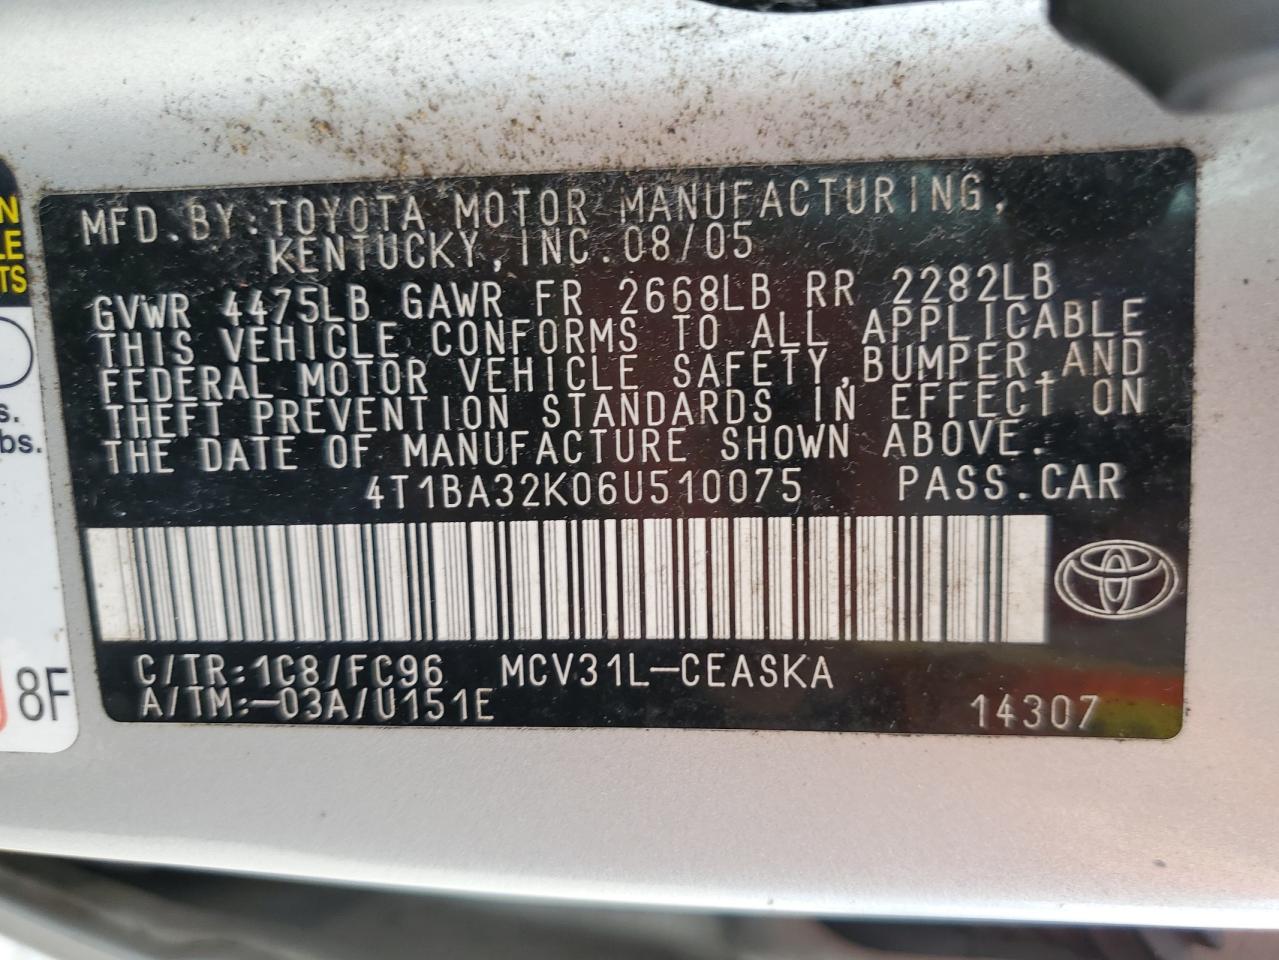 MFD.BY:TOYOTA MOTOR MANUFACTURING,
KENTUCKY,INC.08/05
GVWR 4475LB GAWR FR 2668LB RR 2282LB
THIS VEHICLE CONFORMS TO ALL APPLICABLE
FEDERAL MOTOR VEHICLE SAFETY,BUMPER,AND
THEFT PREVENTION STANDARDS IN EFFECT ON
THE DATE OF MANUFACTURE SHOWN ABOVE.
4T1BA32K06U510075 PASS.CAR
C/TR:1C8/FC96 MCV31L-CEASKA
A/TM:-03A/U151E 14307
8F